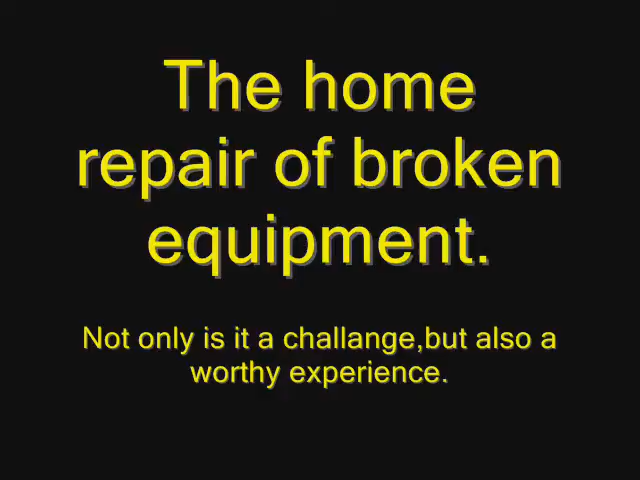 The home
repair of broken
equipment.
Not only is it a challange,but also a
worthy experience.